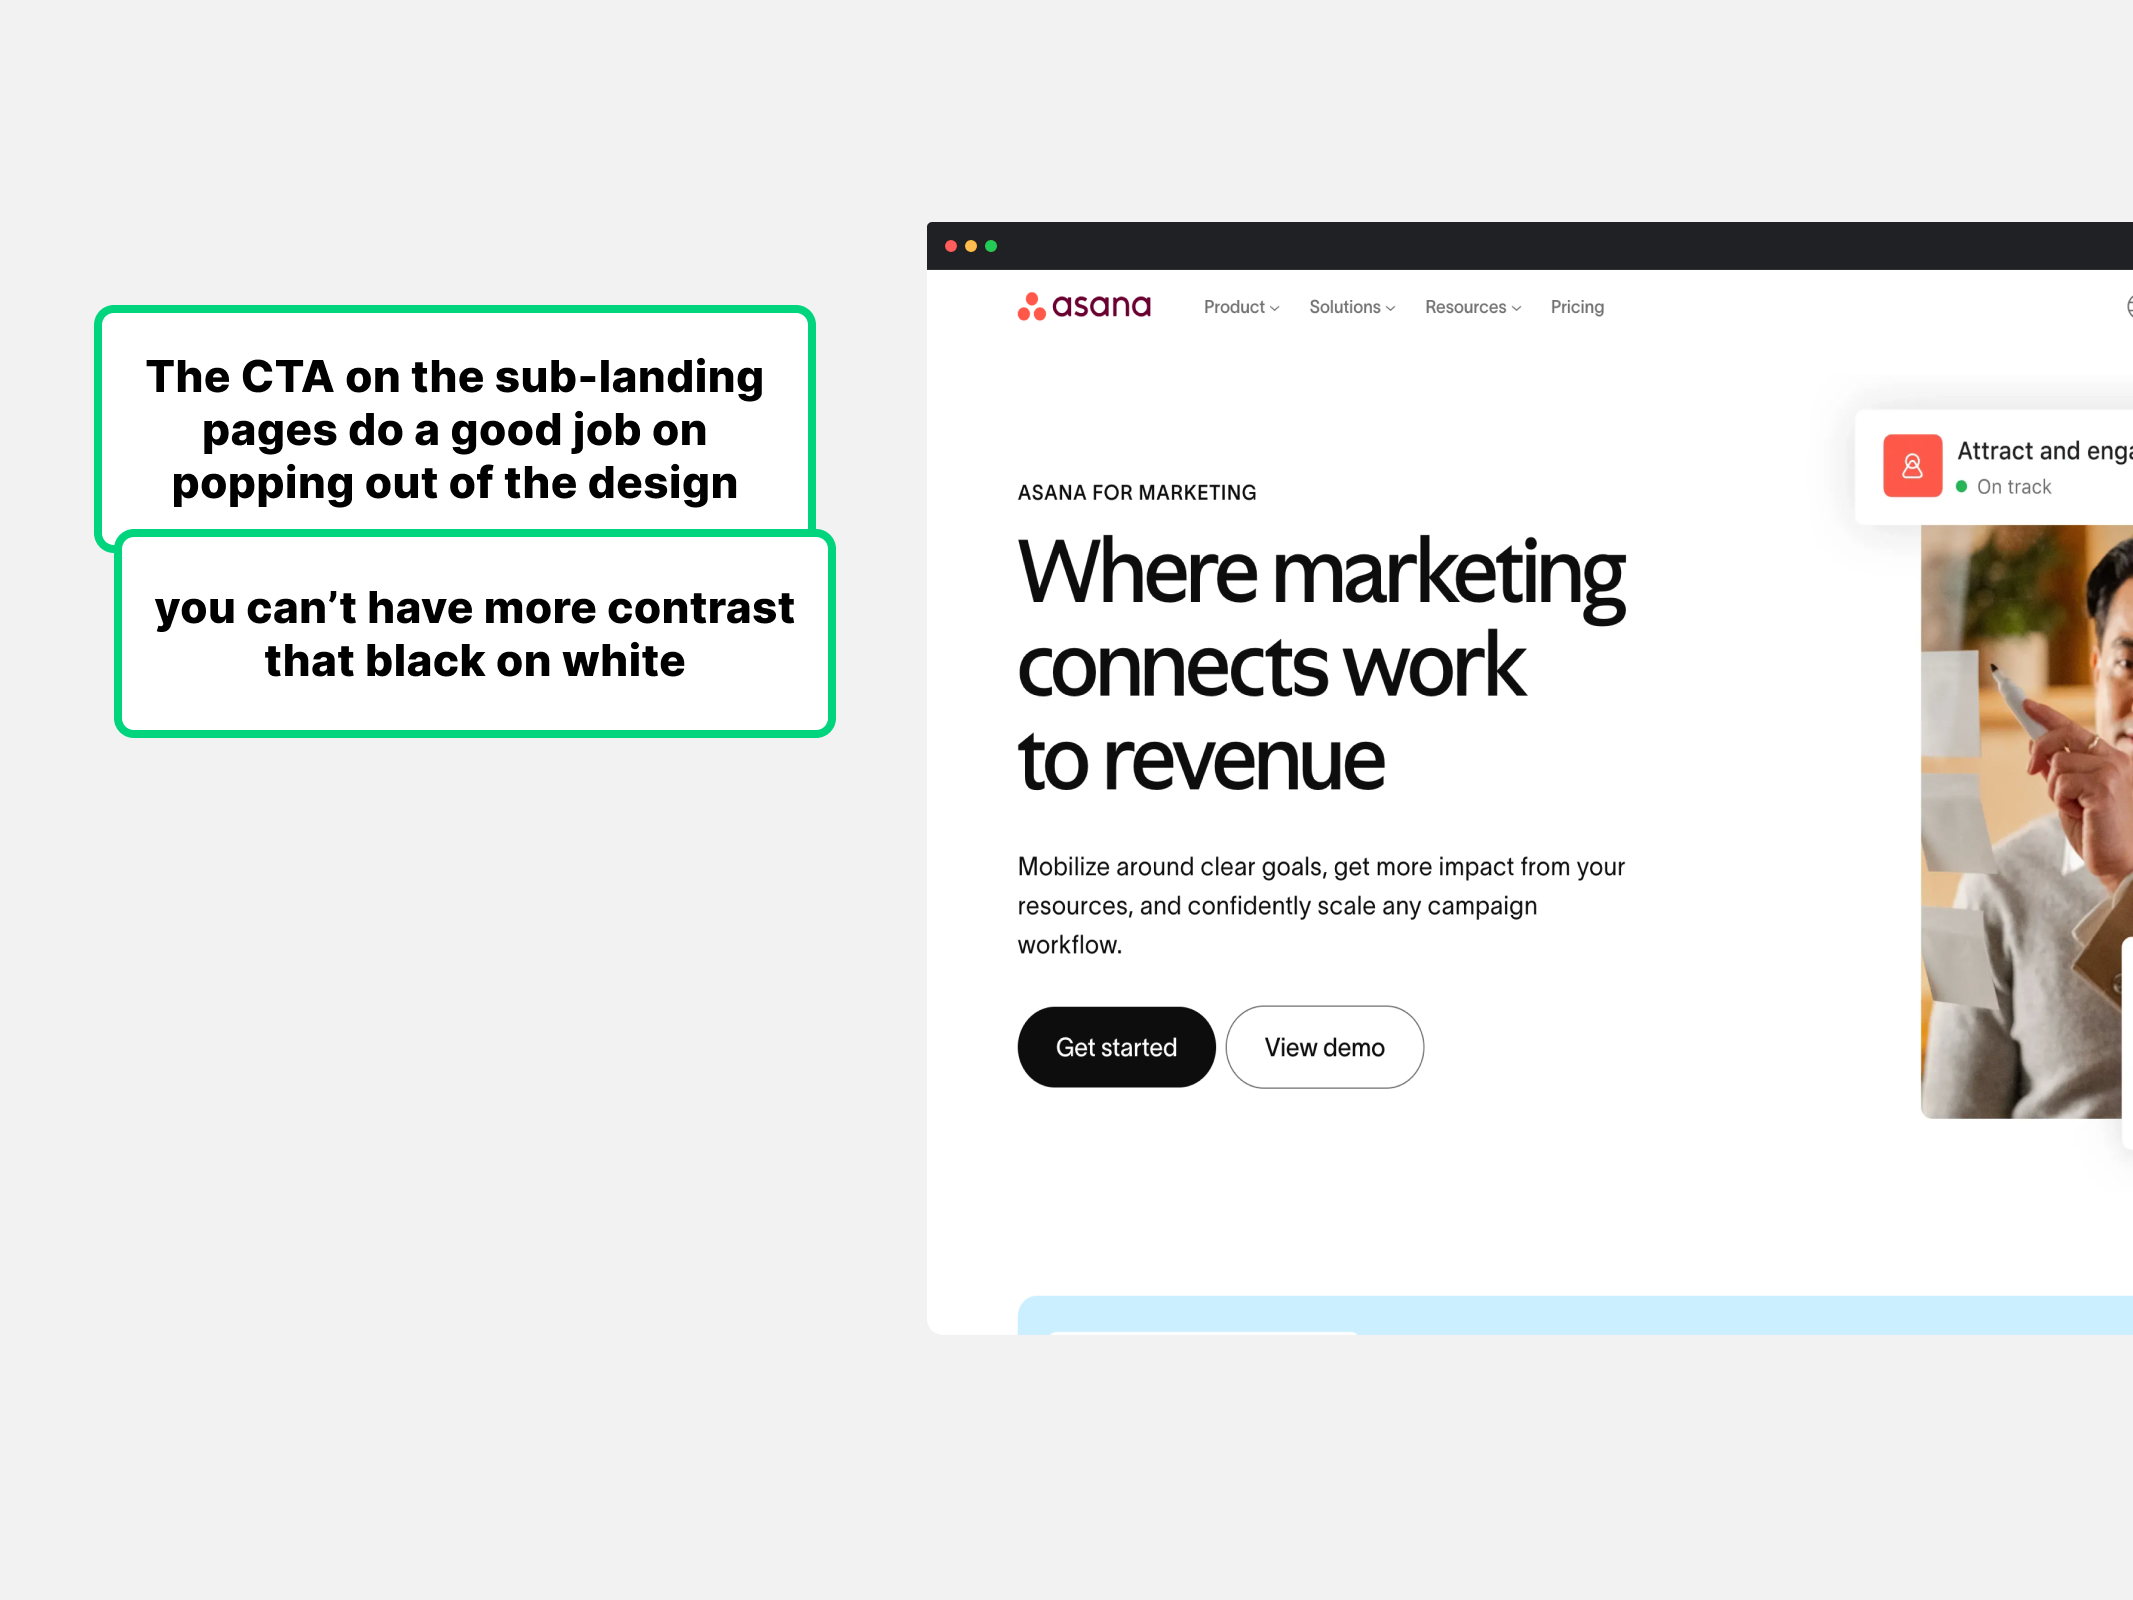 The CTA on the sub-landing
pages do a good job on
popping out of the design
you can’t have more contrast
that black on white
asana
Product
Solutions
Resources
Pricing
ASANA FOR MARKETING
Where marketing
connects work
to revenue
Mobilize around clear goals, get more impact from your
resources, and confidently scale any campaign
workflow.
Get started
View demo
Attract and enga
On track